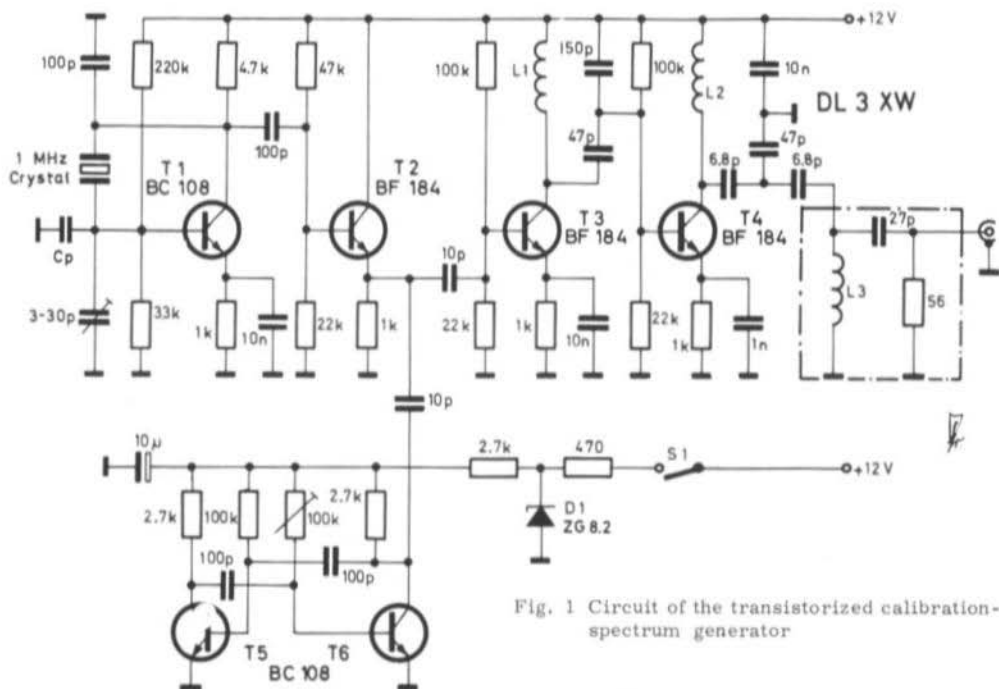 +12 V
100p
220k
4.7k
47k
100k
L1
150p
100k
L2
10n
DL 3 XW
100p
47p
47p
1 MHz
Crystal
T1
BC 108
T2
BF 184
6.8p
6.8p
T3
BF 184
T4
BF 184
27p
Cp
10p
L3
56
3-30p
33k
1k
10n
22k
1k
22k
1k
10n
22k
1k
1n
10p
10 µ
2.7k
470
S1
+12 V
2.7k
100k
100k
2.7k
D1
ZG 8.2
100p
100p
T5
T6
BC 108
Fig. 1 Circuit of the transistorized calibration-
spectrum generator